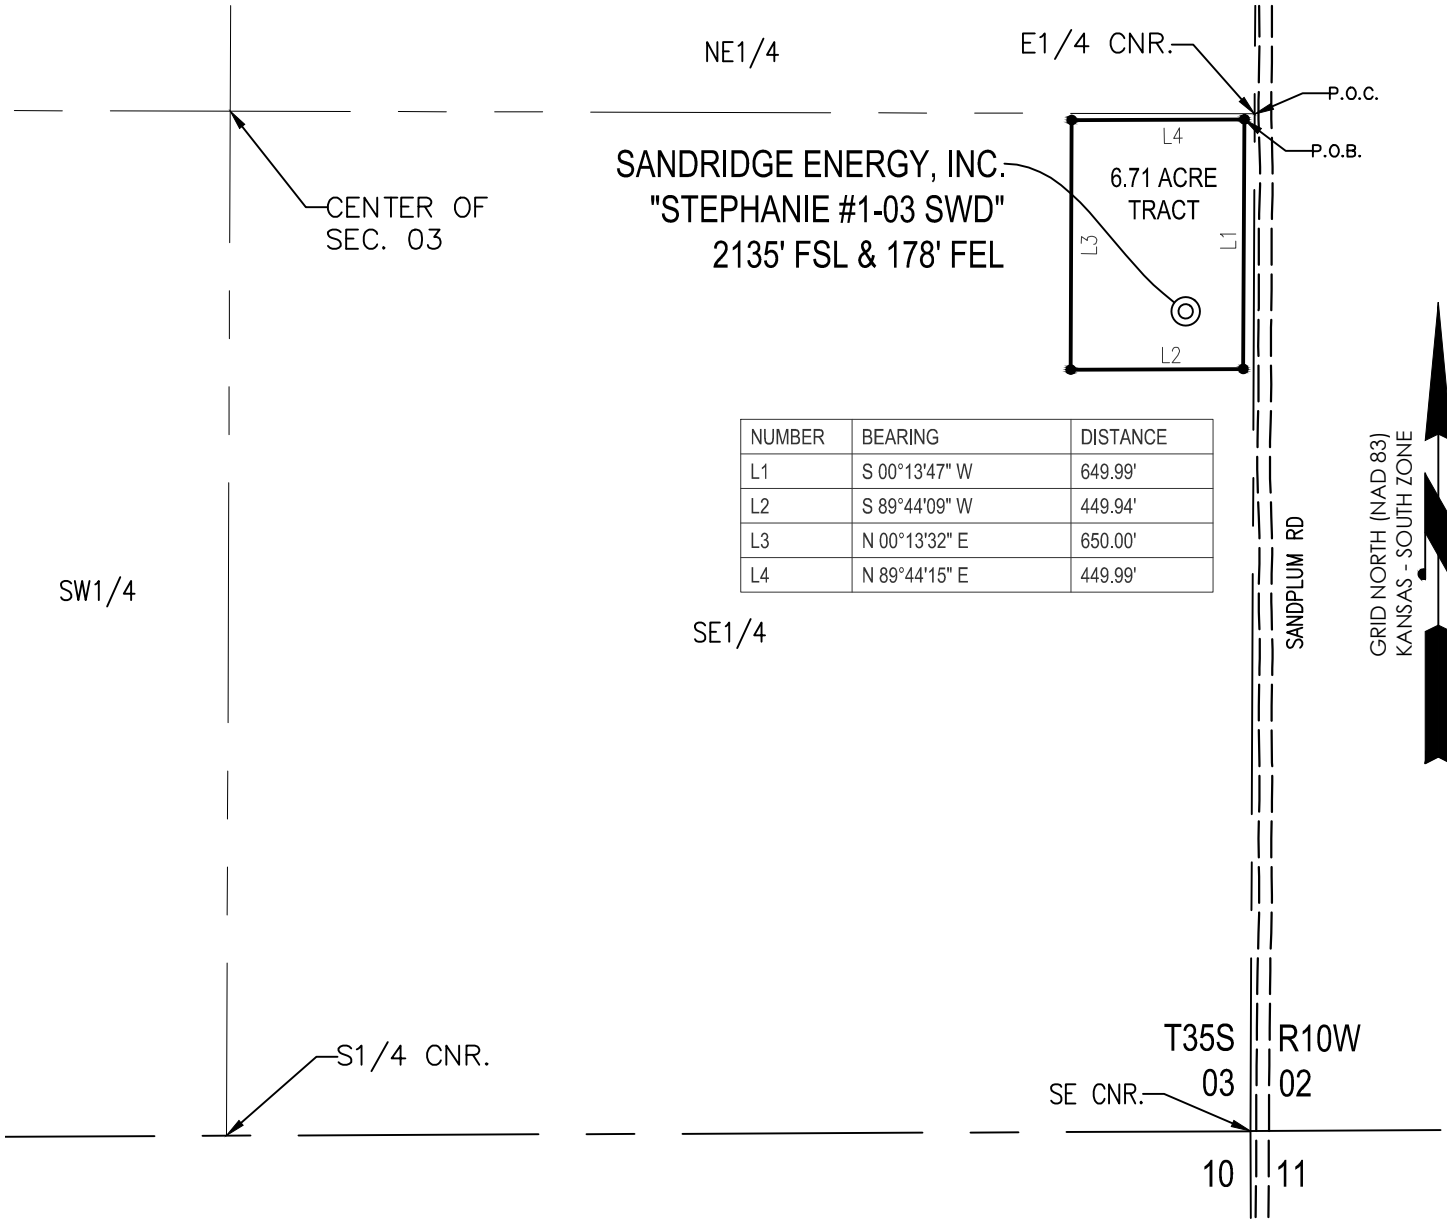 NE1/4
E1/4 CNR.
P.O.C.
P.O.B.
L4
SANDRIDGE ENERGY, INC.
"STEPHANIE #1-03 SWD"
2135' FSL & 178' FEL
6.71 ACRE
TRACT
CENTER OF
SEC. 03
L3
L1
L2
NUMBER BEARING DISTANCE
L1 S 00°13'47" W 649.99'
L2 S 89°44'09" W 449.94'
L3 N 00°13'32" E 650.00'
L4 N 89°44'15" E 449.99'
GRID NORTH (NAD 83)
KANSAS - SOUTH ZONE
SANDPLUM RD
SW1/4
SE1/4
S1/4 CNR.
T35S R10W
03 02
SE CNR.
10 11